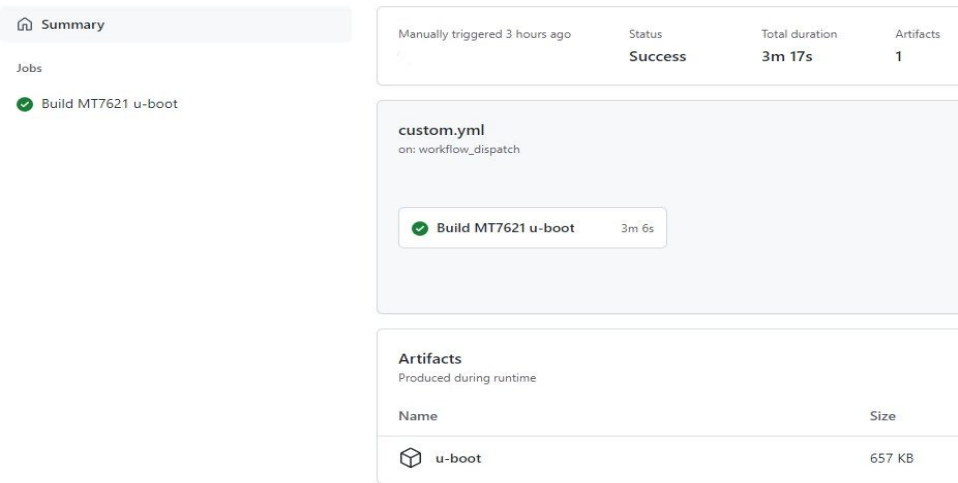 Summary
Jobs
Build MT7621 u-boot
Manually triggered 3 hours ago
Status
Success
Total duration
3m 17s
Artifacts
1
custom.yml
on: workflow_dispatch
Build MT7621 u-boot 3m 6s
Artifacts
Produced during runtime
Name Size
u-boot 657 KB